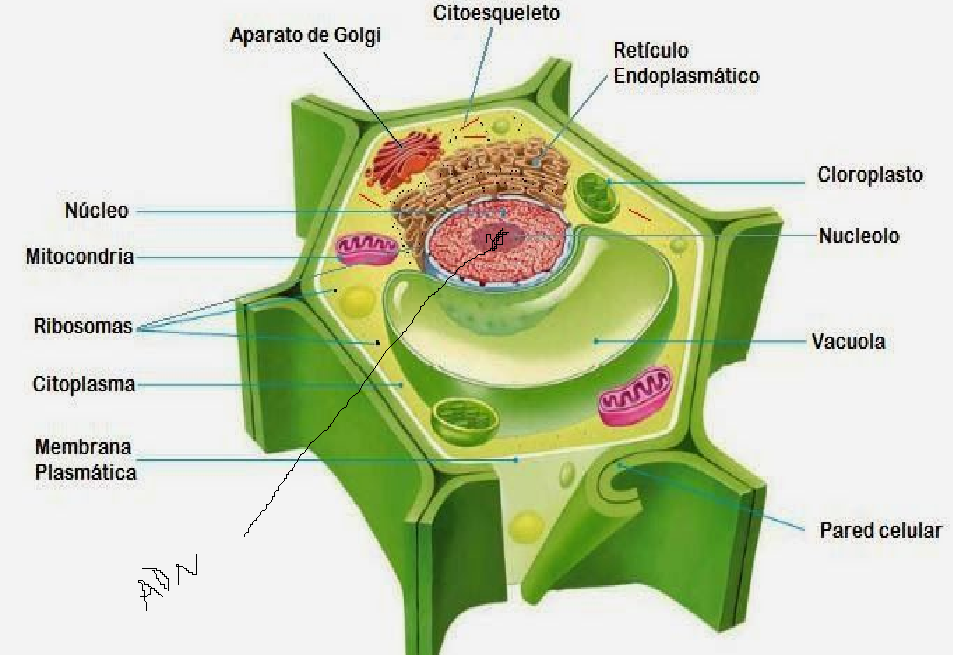 Citoesqueleto
Aparato de Golgi
Retículo
Endoplasmático
Cloroplasto
Núcleo
Nucleolo
Mitocondria
Ribosomas
Vacuola
Citoplasma
Membrana
Plasmática
Pared celular
ADN